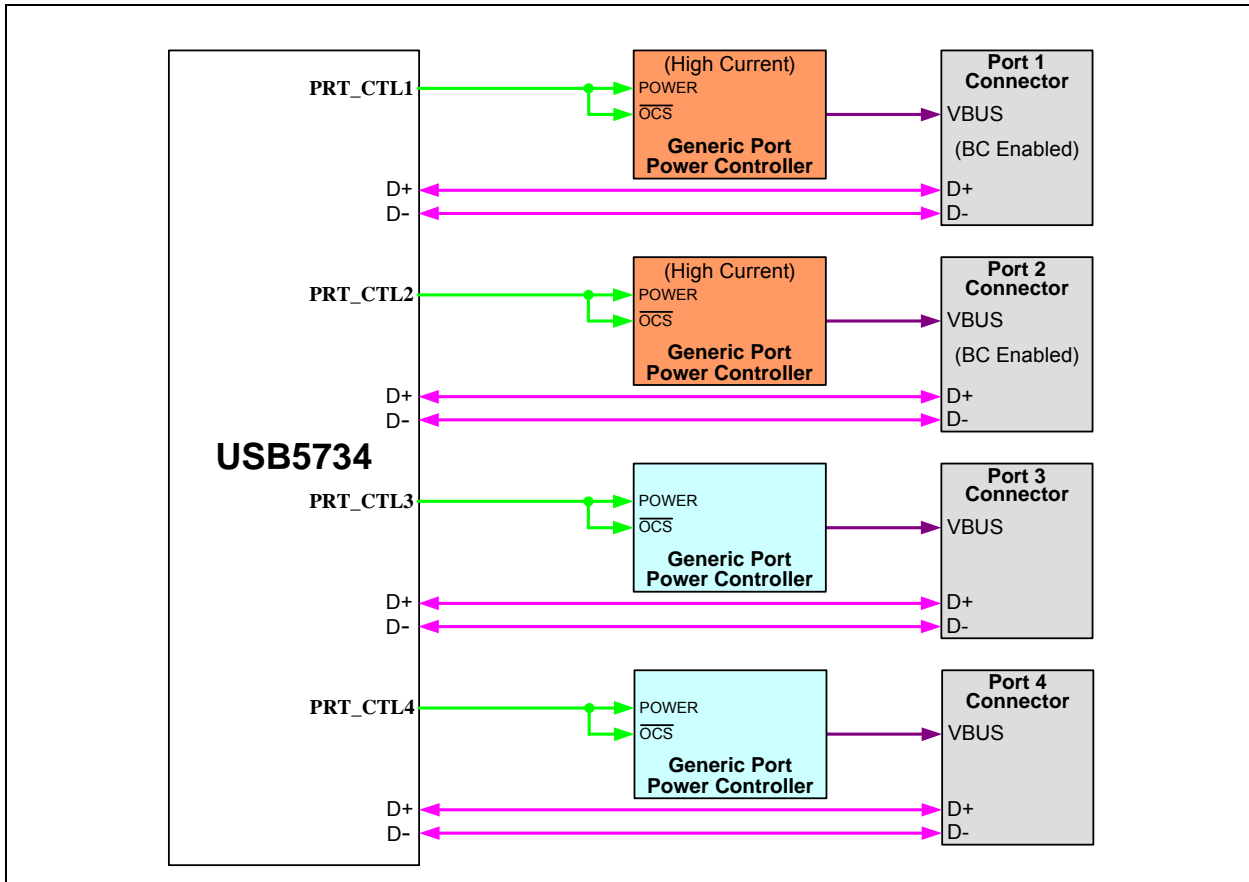 PRT_CTL1
D+
D-
(High Current)
POWER
OCS
Generic Port
Power Controller
Port 1
Connector
VBUS
(BC Enabled)
D+
D-
PRT_CTL2
D+
D-
(High Current)
POWER
OCS
Generic Port
Power Controller
Port 2
Connector
VBUS
(BC Enabled)
D+
D-
USB5734
PRT_CTL3
D+
D-
POWER
OCS
Generic Port
Power Controller
Port 3
Connector
VBUS
D+
D-
PRT_CTL4
D+
D-
POWER
OCS
Generic Port
Power Controller
Port 4
Connector
VBUS
D+
D-